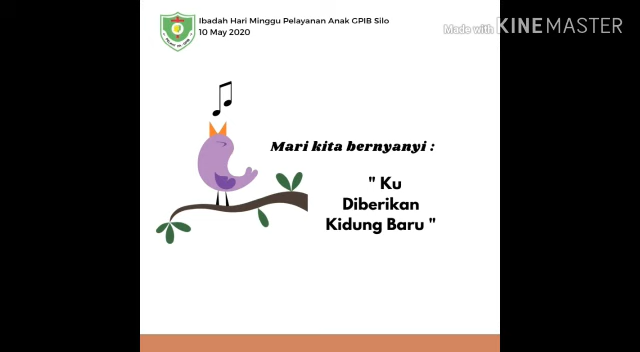 Ibadah Hari Minggu Pelayanan Anak GPIB Silo
10 May 2020
Made with KINEMASTER
Mari kita bernyanyi :
" Ku
Diberikan
Kidung Baru "